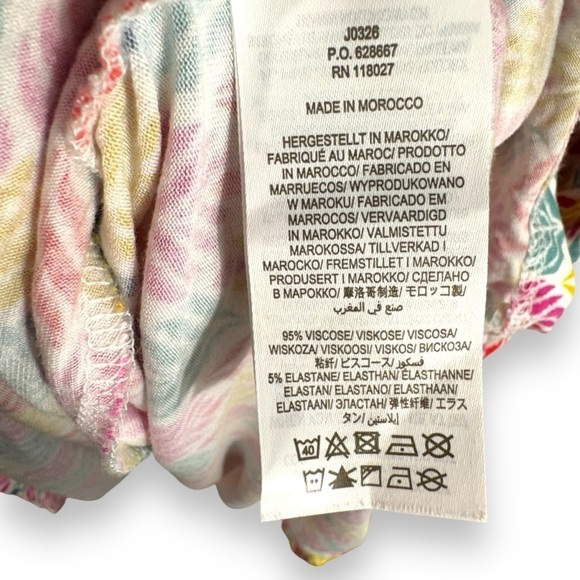 J0326
P.O. 628667
RN 118027
MADE IN MOROCCO
HERGESTELLT IN MAROKKO/
FABRIQUÉ AU MAROC/ PRODOTTO
IN MAROCCO/ FABRICADO EN
MARRUECOS/ WYPRODUKOWANO
W MAROKU/ FABRICADO EM
MARROCOS/ VERVAARDIGD
IN MAROKKO/ VALMISTETTU
MAROKOSSA/ TILLVERKAD I
MAROCKO/ FREMSTILLET I MAROKKO/
PRODUSERT I MAROKKO/ СДЕЛАНО
В МАРОККО/ 摩洛哥制造/ モロッコ製/
صنع في المغرب
95% VISCOSE/ VISKOSE/ VISCOSA/
WISKOZA/ VISKOOSI/ VISKOS/ ВИСКОЗА/
粘纤/ ビスコース/ فسكوز/
5% ELASTANE/ ELASTHAN/ ÉLASTHANNE/
ELASTAN/ ELASTANO/ ELASTHAAN/
ELASTAANI/ ЭЛАСТАН/ 弹性纤维/ エラス
タン/ إيلاستين/
40